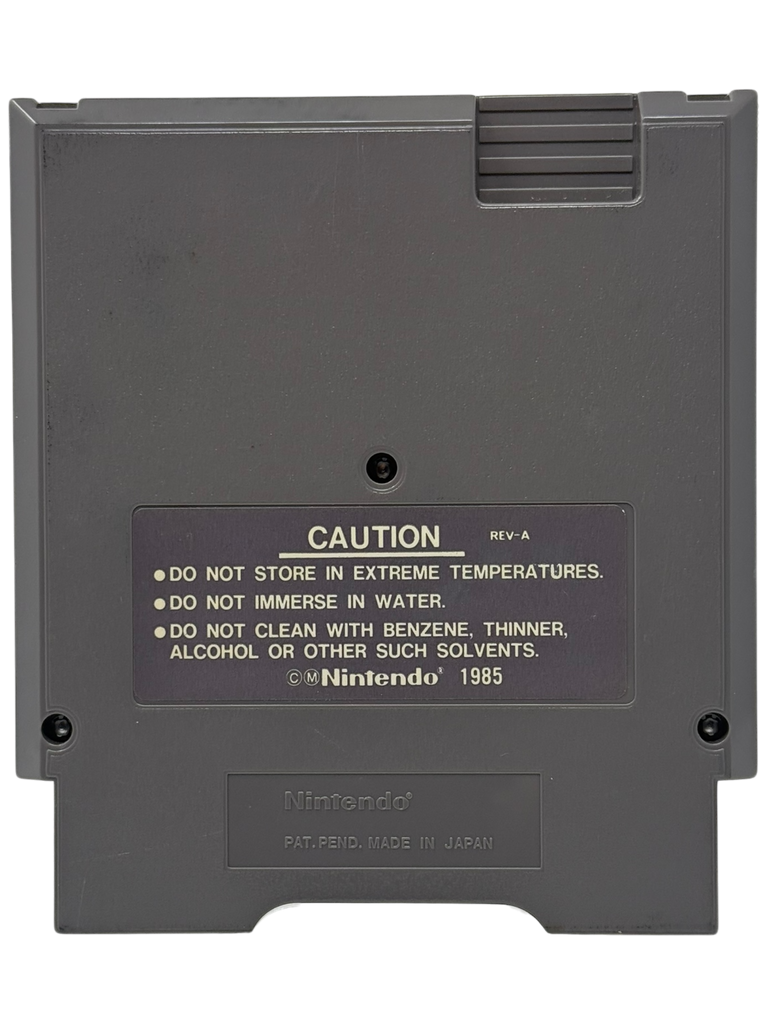 CAUTION REV-A
●DO NOT STORE IN EXTREME TEMPERATURES.
●DO NOT IMMERSE IN WATER.
●DO NOT CLEAN WITH BENZENE, THINNER,
ALCOHOL OR OTHER SUCH SOLVENTS.
ⒸⓂNintendo® 1985
Nintendo®
PAT.PEND. MADE IN JAPAN